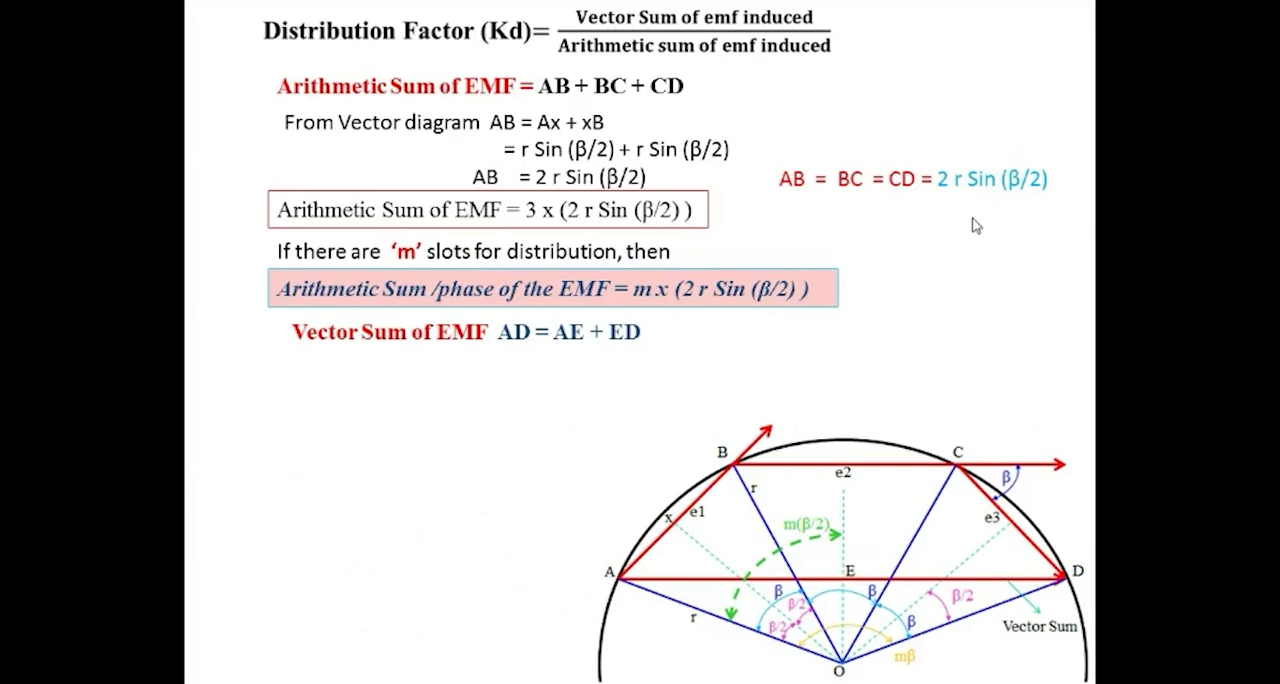 Distribution Factor (Kd)= Vector Sum of emf induced
Arithmetic sum of emf induced
Arithmetic Sum of EMF = AB + BC + CD
From Vector diagram AB = Ax + xB
= r Sin (β/2) + r Sin (β/2)
AB = 2 r Sin (β/2)
AB = BC = CD = 2 r Sin (β/2)
Arithmetic Sum of EMF = 3 x (2 r Sin (β/2) )
If there are ‘m’ slots for distribution, then
Arithmetic Sum /phase of the EMF = m x (2 r Sin (β/2) )
Vector Sum of EMF AD = AE + ED
B
C
e2
β
r
x
e1
m(β/2)
e3
A
E
D
β
β
β/2
β/2
r
β/2
β
Vector Sum
mβ
O